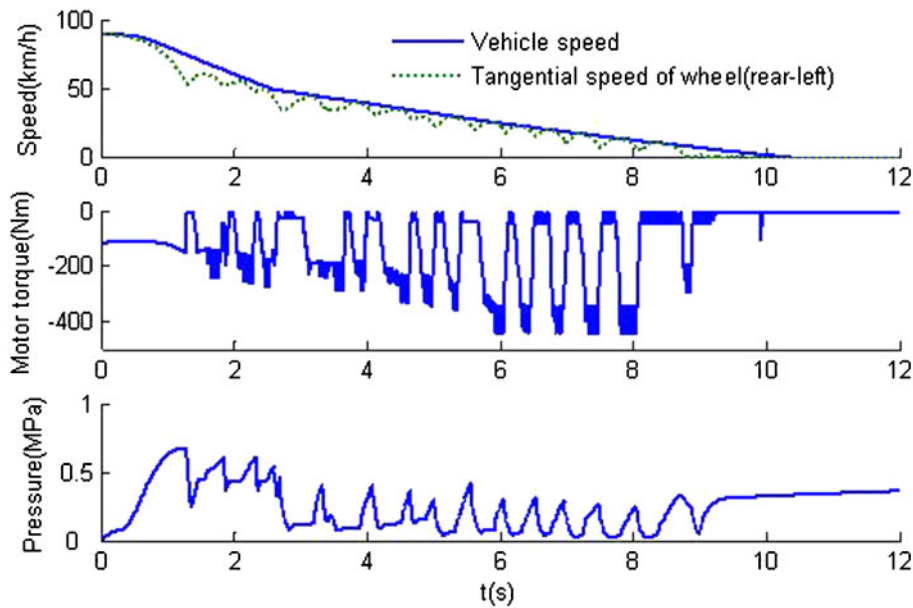 Speed(km/h)
100
50
0
Vehicle speed
Tangential speed of wheel(rear-left)
0 2 4 6 8 10 12
Motor torque(Nm)
0
-200
-400
0 2 4 6 8 10 12
Pressure(MPa)
1
0.5
0
0 2 4 6 8 10 12
t(s)